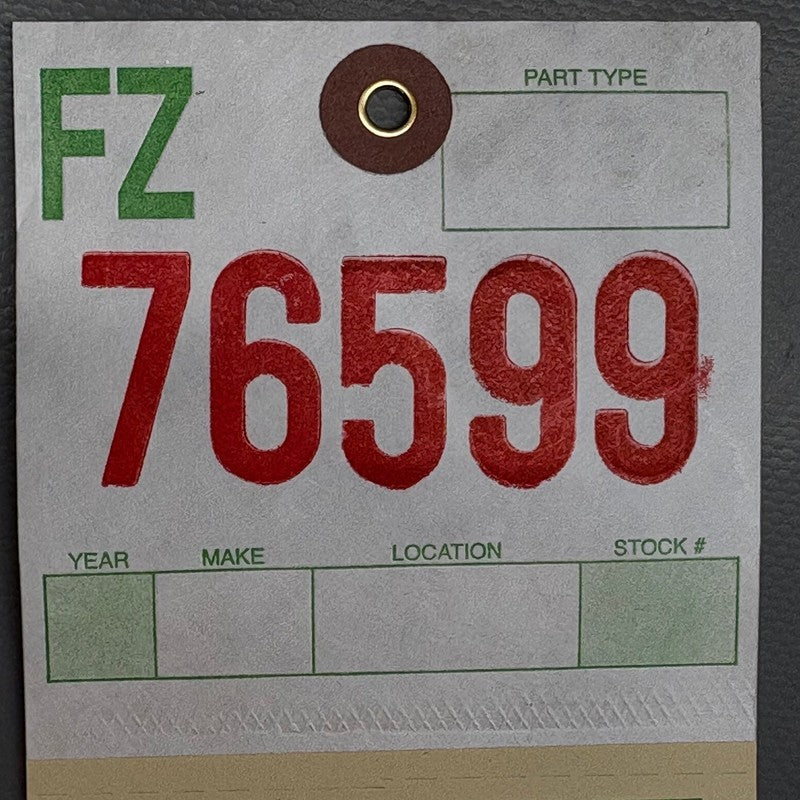 FZ
PART TYPE
76599
YEAR MAKE LOCATION STOCK #